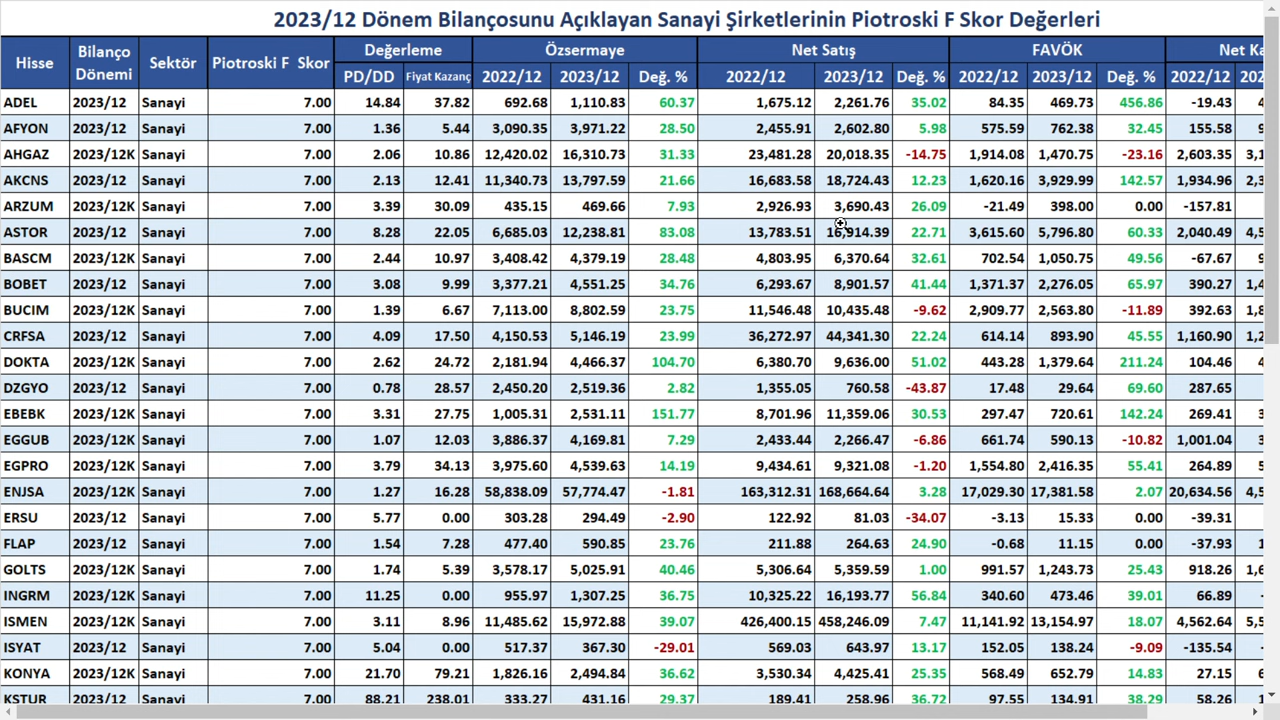 2023/12 Dönem Bilançosunu Açıklayan Sanayi Şirketlerinin Piotroski F Skor Değerleri
Hisse Bilanço Dönemi Sektör Piotroski F Skor Değerleme Özsermaye Net Satış FAVÖK Net
PD/DD Fiyat Kazanç 2022/12 2023/12 Değ. % 2022/12 2023/12 Değ. % 2022/12 2023/12 Değ. % 2022/12
ADEL 2023/12 Sanayi 7.00 14.84 37.82 692.68 1,110.83 60.37 1,675.12 2,261.76 35.02 84.35 469.73 456.86 -19.43
AFYON 2023/12 Sanayi 7.00 1.36 5.44 3,090.35 3,971.22 28.50 2,455.91 2,602.80 5.98 575.59 762.38 32.45 155.58
AHGAZ 2023/12K Sanayi 7.00 2.06 10.86 12,420.02 16,310.73 31.33 23,481.28 20,018.35 -14.75 1,914.08 1,470.75 -23.16 2,603.35
AKCNS 2023/12 Sanayi 7.00 2.13 12.41 11,340.73 13,797.59 21.66 16,683.58 18,724.43 12.23 1,620.16 3,929.99 142.57 1,934.96
ARZUM 2023/12K Sanayi 7.00 3.39 30.09 435.15 469.66 7.93 2,926.93 3,690.43 26.09 -21.49 398.00 0.00 -157.81
ASTOR 2023/12 Sanayi 7.00 8.28 22.05 6,685.03 12,238.81 83.08 13,783.51 16,914.39 22.71 3,615.60 5,796.80 60.33 2,040.49
BASCM 2023/12K Sanayi 7.00 2.44 10.97 3,408.42 4,379.19 28.48 4,803.95 6,370.64 32.61 702.54 1,050.75 49.56 -67.67
BOBET 2023/12 Sanayi 7.00 3.08 9.99 3,377.21 4,551.25 34.76 6,293.67 8,901.57 41.44 1,371.37 2,276.05 65.97 390.27
BUCIM 2023/12K Sanayi 7.00 1.39 6.67 7,113.00 8,802.59 23.75 11,546.48 10,435.48 -9.62 2,909.77 2,563.80 -11.89 392.63
CRFSA 2023/12K Sanayi 7.00 4.09 17.50 4,150.53 5,146.19 23.99 36,272.97 44,341.30 22.24 614.14 893.90 45.55 1,160.90
DOKTA 2023/12K Sanayi 7.00 2.62 24.72 2,181.94 4,466.37 104.70 6,380.70 9,636.00 51.02 443.28 1,379.64 211.24 104.46
DZGYO 2023/12 Sanayi 7.00 0.78 28.57 2,450.20 2,519.36 2.82 1,355.05 760.58 -43.87 17.48 29.64 69.60 287.65
EBEBK 2023/12K Sanayi 7.00 3.31 27.75 1,005.31 2,531.11 151.77 8,701.96 11,359.06 30.53 297.47 720.61 142.24 269.41
EGGUB 2023/12K Sanayi 7.00 1.07 12.03 3,886.37 4,169.81 7.29 2,433.44 2,266.47 -6.86 661.74 590.13 -10.82 1,001.04
EGPRO 2023/12K Sanayi 7.00 3.79 34.13 3,975.60 4,539.63 14.19 9,434.61 9,321.08 -1.20 1,554.80 2,416.35 55.41 264.89
ENJSA 2023/12K Sanayi 7.00 1.27 16.28 58,838.09 57,774.47 -1.81 163,312.31 168,664.64 3.28 17,029.30 17,381.58 2.07 20,634.56
ERSU 2023/12 Sanayi 7.00 5.77 0.00 303.28 294.49 -2.90 122.92 81.03 -34.07 -3.13 15.33 0.00 -39.31
FLAP 2023/12 Sanayi 7.00 1.54 7.28 477.40 590.85 23.76 211.88 264.63 24.90 -0.68 11.15 0.00 -37.93
GOLTS 2023/12K Sanayi 7.00 1.74 5.39 3,578.17 5,025.91 40.46 5,306.64 5,359.59 1.00 991.57 1,243.73 25.43 918.26
INGRM 2023/12K Sanayi 7.00 11.25 0.00 955.97 1,307.25 36.75 10,325.22 16,193.77 56.84 340.60 473.46 39.01 66.89
ISMEN 2023/12K Sanayi 7.00 3.11 8.96 11,485.62 15,972.88 39.07 426,400.15 458,246.09 7.47 11,141.92 13,154.97 18.07 4,562.64
ISYAT 2023/12 Sanayi 7.00 5.04 0.00 517.37 367.30 -29.01 569.03 643.97 13.17 152.05 138.24 -9.09 -135.54
KONYA 2023/12K Sanayi 7.00 21.70 79.21 1,826.16 2,494.84 36.62 3,530.34 4,425.41 25.35 568.49 652.79 14.83 27.15
KSTUR 2023/12 Sanayi 7.00 88.21 238.01 333.27 431.16 29.37 189.41 258.96 36.72 97.55 134.91 38.29 58.26